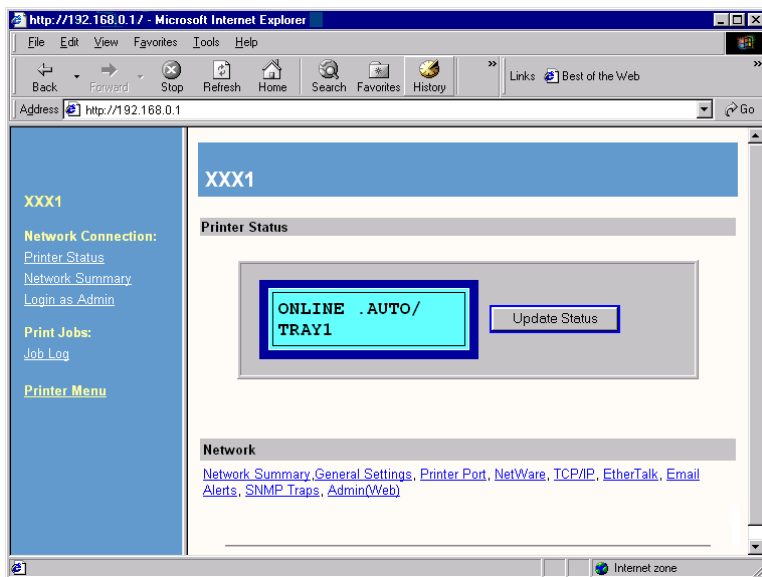 http://192.168.0.1/ - Microsoft Internet Explorer
File Edit View Favorites Tools Help
Back Forward Stop Refresh Home Search Favorites History » Links Best of the Web »
Address http://192.168.0.1 Go
XXX1
Network Connection:
Printer Status
Network Summary
Login as Admin
Print Jobs:
Job Log
Printer Menu
XXX1
Printer Status
ONLINE .AUTO/
TRAY1
Update Status
Network
Network Summary,General Settings, Printer Port, NetWare, TCP/IP, EtherTalk, Email
Alerts, SNMP Traps, Admin(Web)
Internet zone